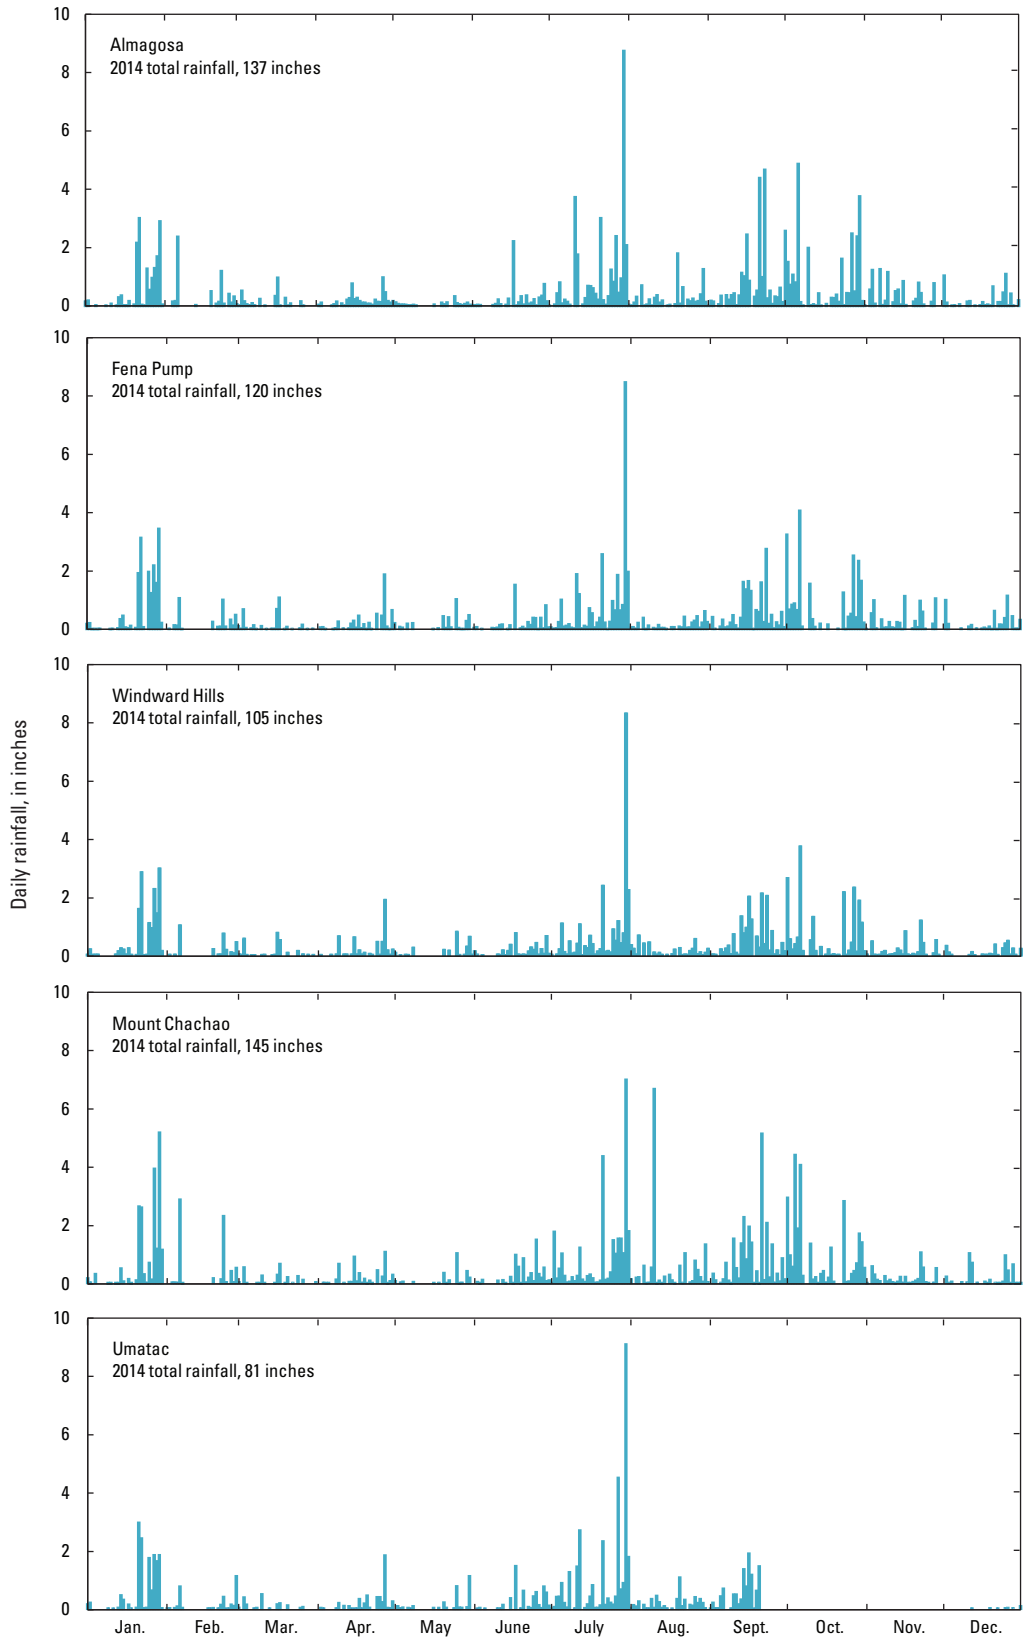 10
Almagosa
2014 total rainfall, 137 inches
8
6
4
2
0
10
Fena Pump
2014 total rainfall, 120 inches
8
6
4
2
0
10
Windward Hills
2014 total rainfall, 105 inches
8
6
4
2
0
Daily rainfall, in inches
10
Mount Chachao
2014 total rainfall, 145 inches
8
6
4
2
0
10
Umatac
2014 total rainfall, 81 inches
8
6
4
2
0
Jan. Feb. Mar. Apr. May June July Aug. Sept. Oct. Nov. Dec.